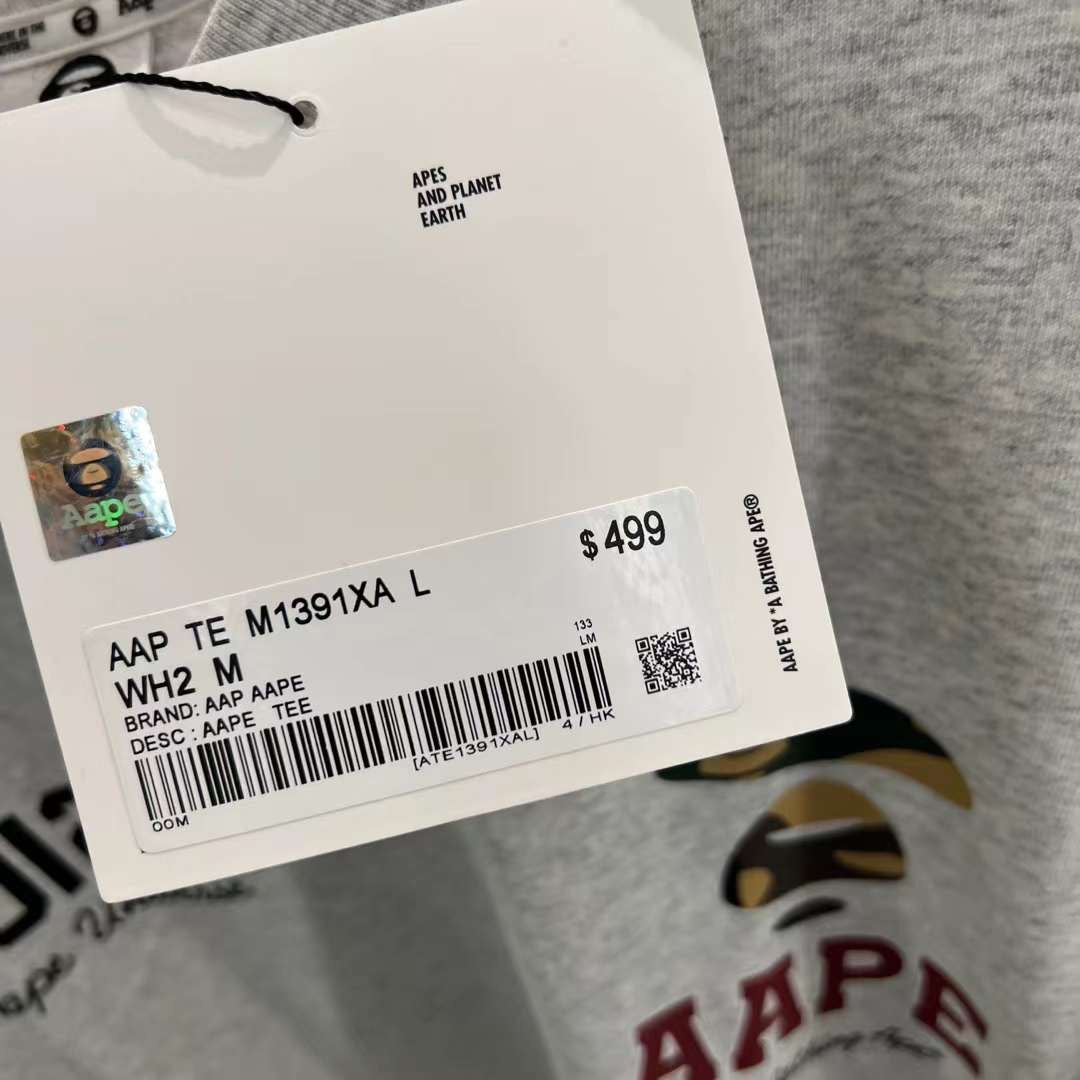 APES
AND PLANET
EARTH
Aape
$ 499
AAP TE M1391XA L
WH2 M
BRAND: AAP AAPE
DESC : AAPE TEE
133
LM
[ATE1391XAL] 4 / HK
OOM
AAPE BY *A BATHING APE®
AAPE